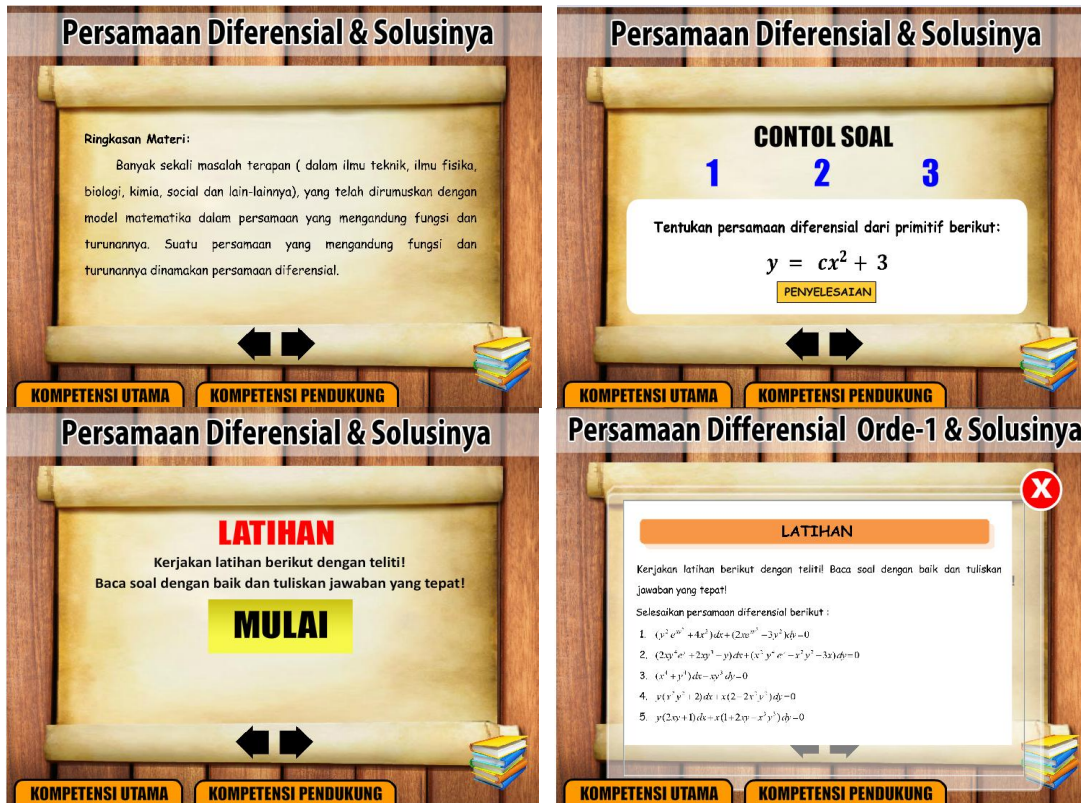 Persamaan Diferensial & Solusinya
Ringkasan Materi:
Banyak sekali masalah terapan ( dalam ilmu teknik, ilmu fisika,
biologi, kimia, social dan lain-lainnya), yang telah dirumuskan dengan
model matematika dalam persamaan yang mengandung fungsi dan
turunannya. Suatu persamaan yang mengandung fungsi dan
turunannya dinamakan persamaan diferensial.
KOMPETENSI UTAMA KOMPETENSI PENDUKUNG
Persamaan Diferensial & Solusinya
CONTOL SOAL
1 2 3
Tentukan persamaan diferensial dari primitif berikut:
y = cx² + 3
PENYELESAIAN
KOMPETENSI UTAMA KOMPETENSI PENDUKUNG
Persamaan Diferensial & Solusinya
LATIHAN
Kerjakan latihan berikut dengan teliti!
Baca soal dengan baik dan tuliskan jawaban yang tepat!
MULAI
KOMPETENSI UTAMA KOMPETENSI PENDUKUNG
Persamaan Differensial Orde-1 & Solusinya
X
LATIHAN
Kerjakan latihan berikut dengan teliti! Baca soal dengan baik dan tuliskan
jawaban yang tepat!
Selesaikan persamaan diferensial berikut :
1.
2.
3.
4.
5.
KOMPETENSI UTAMA KOMPETENSI PENDUKUNG